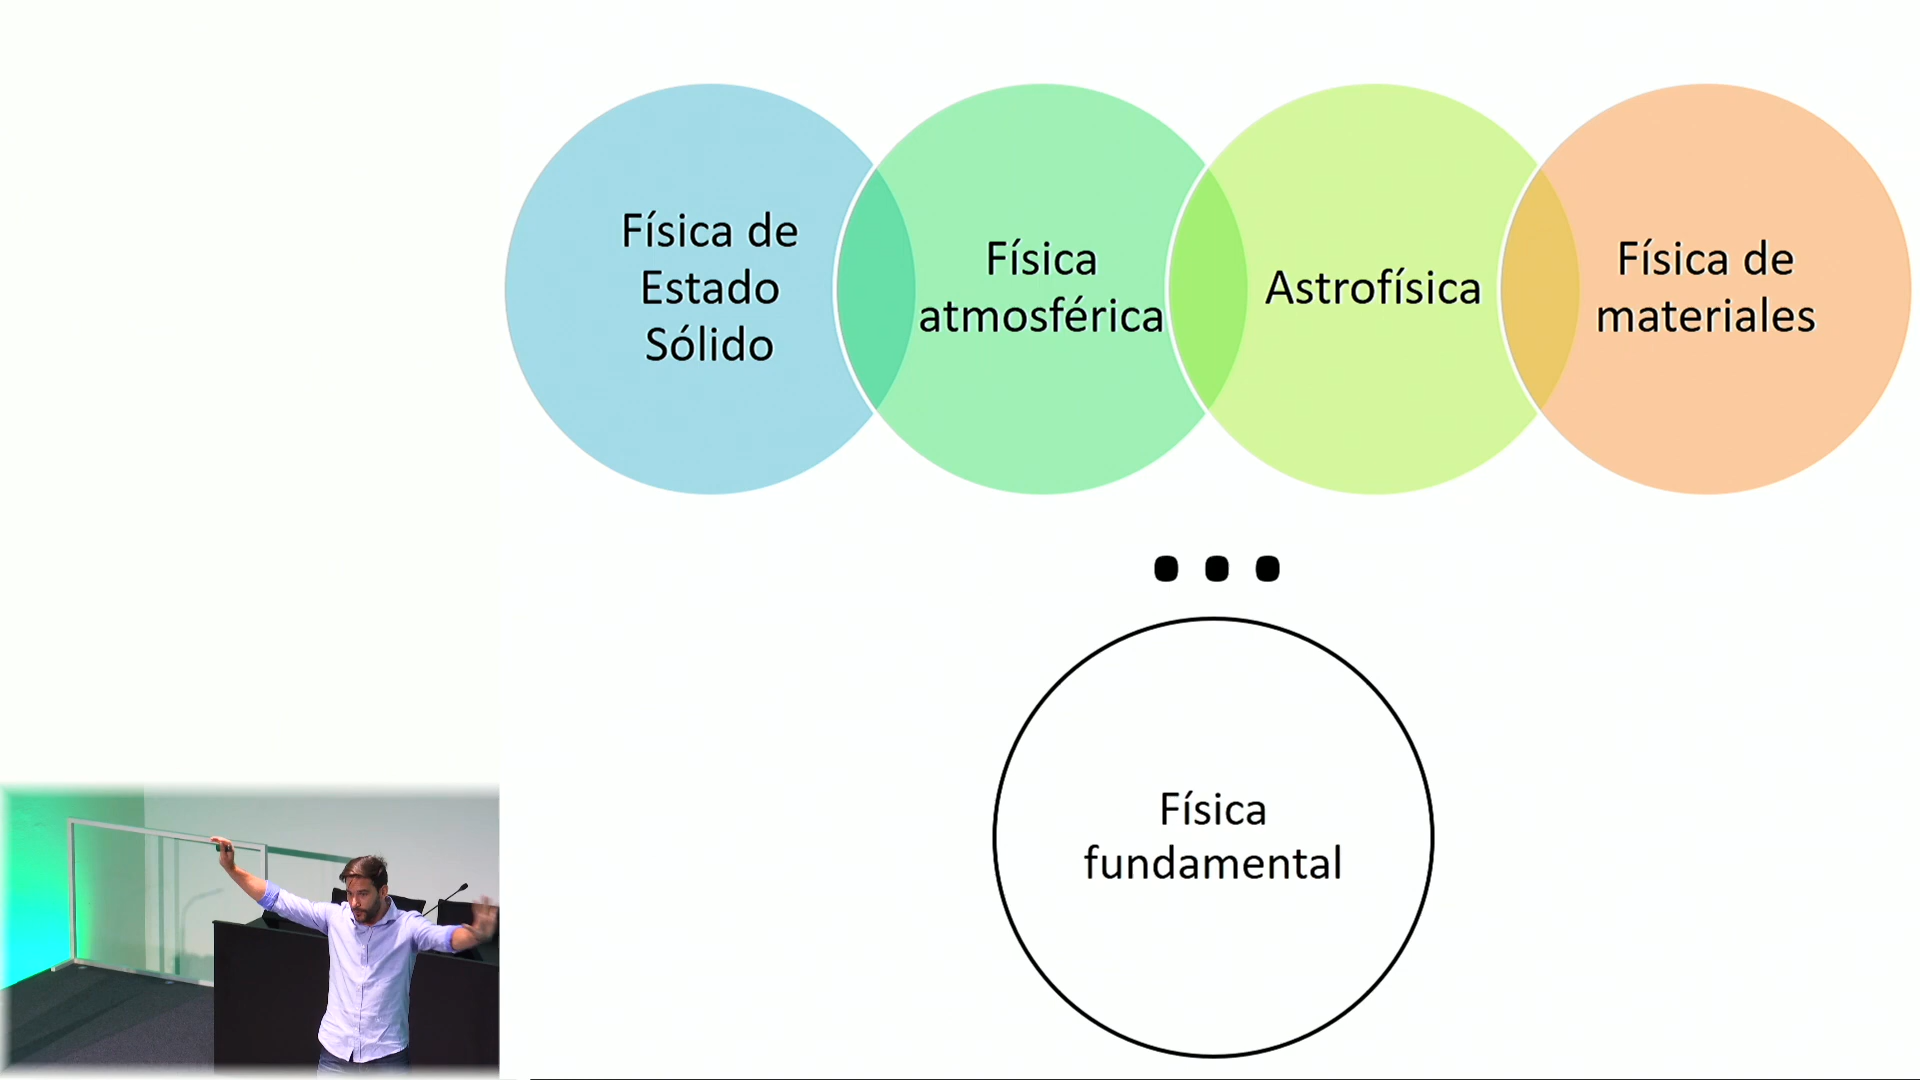 Física de
Estado
Sólido
Física
atmosférica
Astrofísica
Física de
materiales
...
Física
fundamental